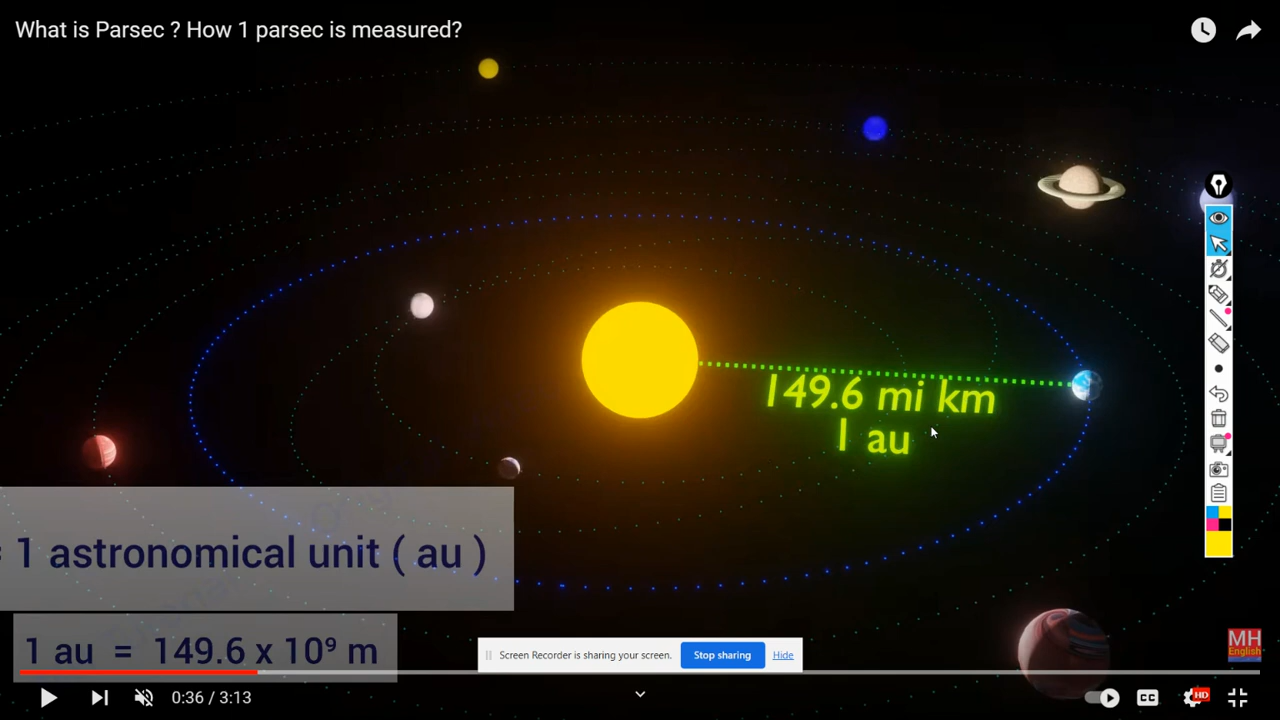 What is Parsec ? How 1 parsec is measured?
149.6 mi km
1 au
= 1 astronomical unit ( au )
1 au = 149.6 x 10⁹ m
Screen Recorder is sharing your screen.
Stop sharing
Hide
MH
English
0:36 / 3:13
CC
HD